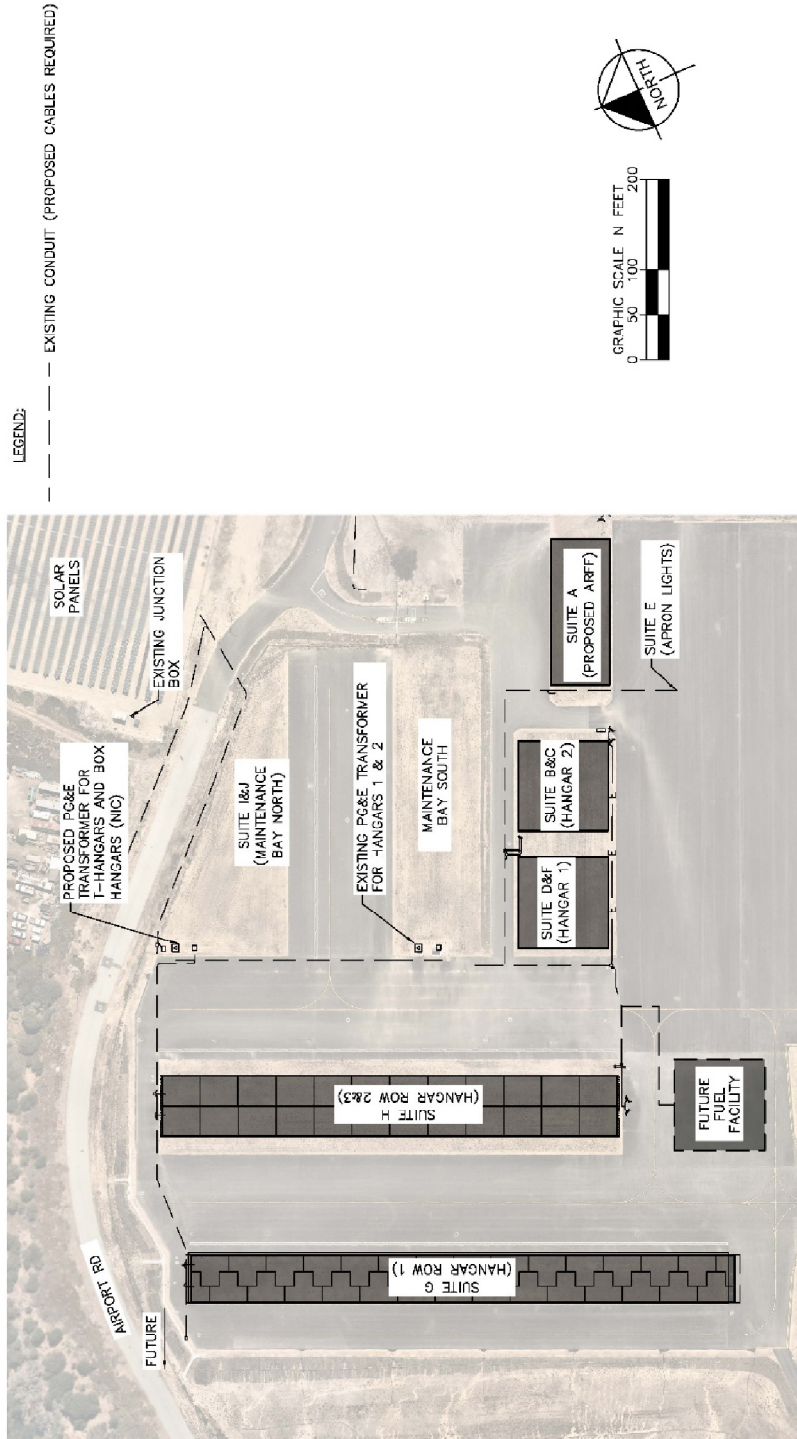 LEGEND:
EXISTING CONDUIT (PROPOSED CABLES REQUIRED)
NORTH
GRAPHIC SCALE N FEET
0 50 100 200
SOLAR
PANELS
EXISTING JUNCTION
BOX
PROPOSED PG&E
TRANSFORMER FOR
T-HANGARS AND BOX
HANGARS (NIC)
SUITE I&J
(MAINTENANCE
BAY NORTH)
EXISTING PG&E TRANSFORMER
FOR HANGARS 1 & 2
MAINTENANCE
BAY SOUTH
SUITE A
(PROPOSED ARFF)
SUITE E
(APRON LIGHTS)
SUITE B&C
(HANGAR 2)
SUITE D&F
(HANGAR 1)
SUITE H
(HANGAR ROW 2&3)
FUTURE
FUEL
FACILITY
SUITE G
(HANGAR ROW 1)
AIRPORT RD
FUTURE